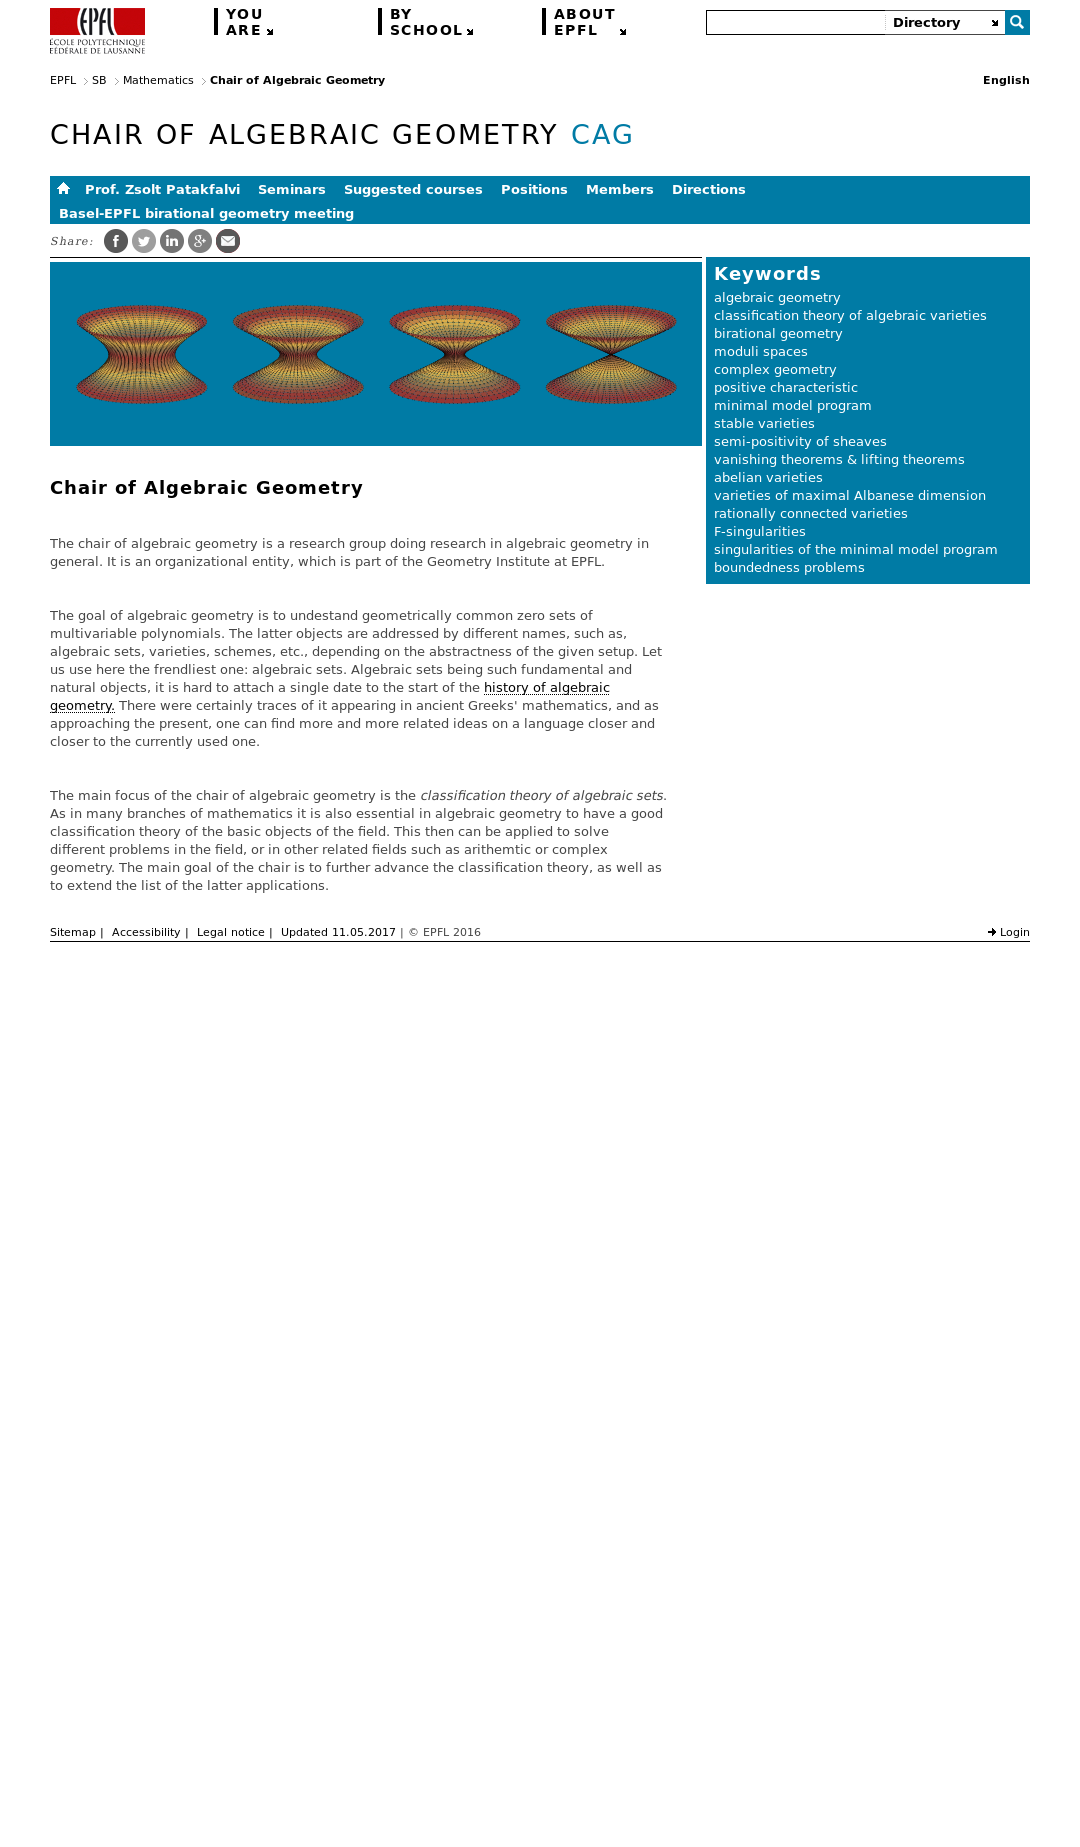 EPFL
ÉCOLE POLYTECHNIQUE
FÉDÉRALE DE LAUSANNE
YOU
ARE
BY
SCHOOL
ABOUT
EPFL
Directory
EPFL SB Mathematics Chair of Algebraic Geometry
English
CHAIR OF ALGEBRAIC GEOMETRY CAG
Prof. Zsolt Patakfalvi Seminars Suggested courses Positions Members Directions
Basel-EPFL birational geometry meeting
Share:
Keywords
algebraic geometry
classification theory of algebraic varieties
birational geometry
moduli spaces
complex geometry
positive characteristic
minimal model program
stable varieties
semi-positivity of sheaves
vanishing theorems & lifting theorems
abelian varieties
varieties of maximal Albanese dimension
rationally connected varieties
F-singularities
singularities of the minimal model program
boundedness problems
Chair of Algebraic Geometry
The chair of algebraic geometry is a research group doing research in algebraic geometry in
general. It is an organizational entity, which is part of the Geometry Institute at EPFL.
The goal of algebraic geometry is to undestand geometrically common zero sets of
multivariable polynomials. The latter objects are addressed by different names, such as,
algebraic sets, varieties, schemes, etc., depending on the abstractness of the given setup. Let
us use here the frendliest one: algebraic sets. Algebraic sets being such fundamental and
natural objects, it is hard to attach a single date to the start of the history of algebraic
geometry. There were certainly traces of it appearing in ancient Greeks' mathematics, and as
approaching the present, one can find more and more related ideas on a language closer and
closer to the currently used one.
The main focus of the chair of algebraic geometry is the classification theory of algebraic sets.
As in many branches of mathematics it is also essential in algebraic geometry to have a good
classification theory of the basic objects of the field. This then can be applied to solve
different problems in the field, or in other related fields such as arithemtic or complex
geometry. The main goal of the chair is to further advance the classification theory, as well as
to extend the list of the latter applications.
Sitemap | Accessibility | Legal notice | Updated 11.05.2017 | © EPFL 2016
Login